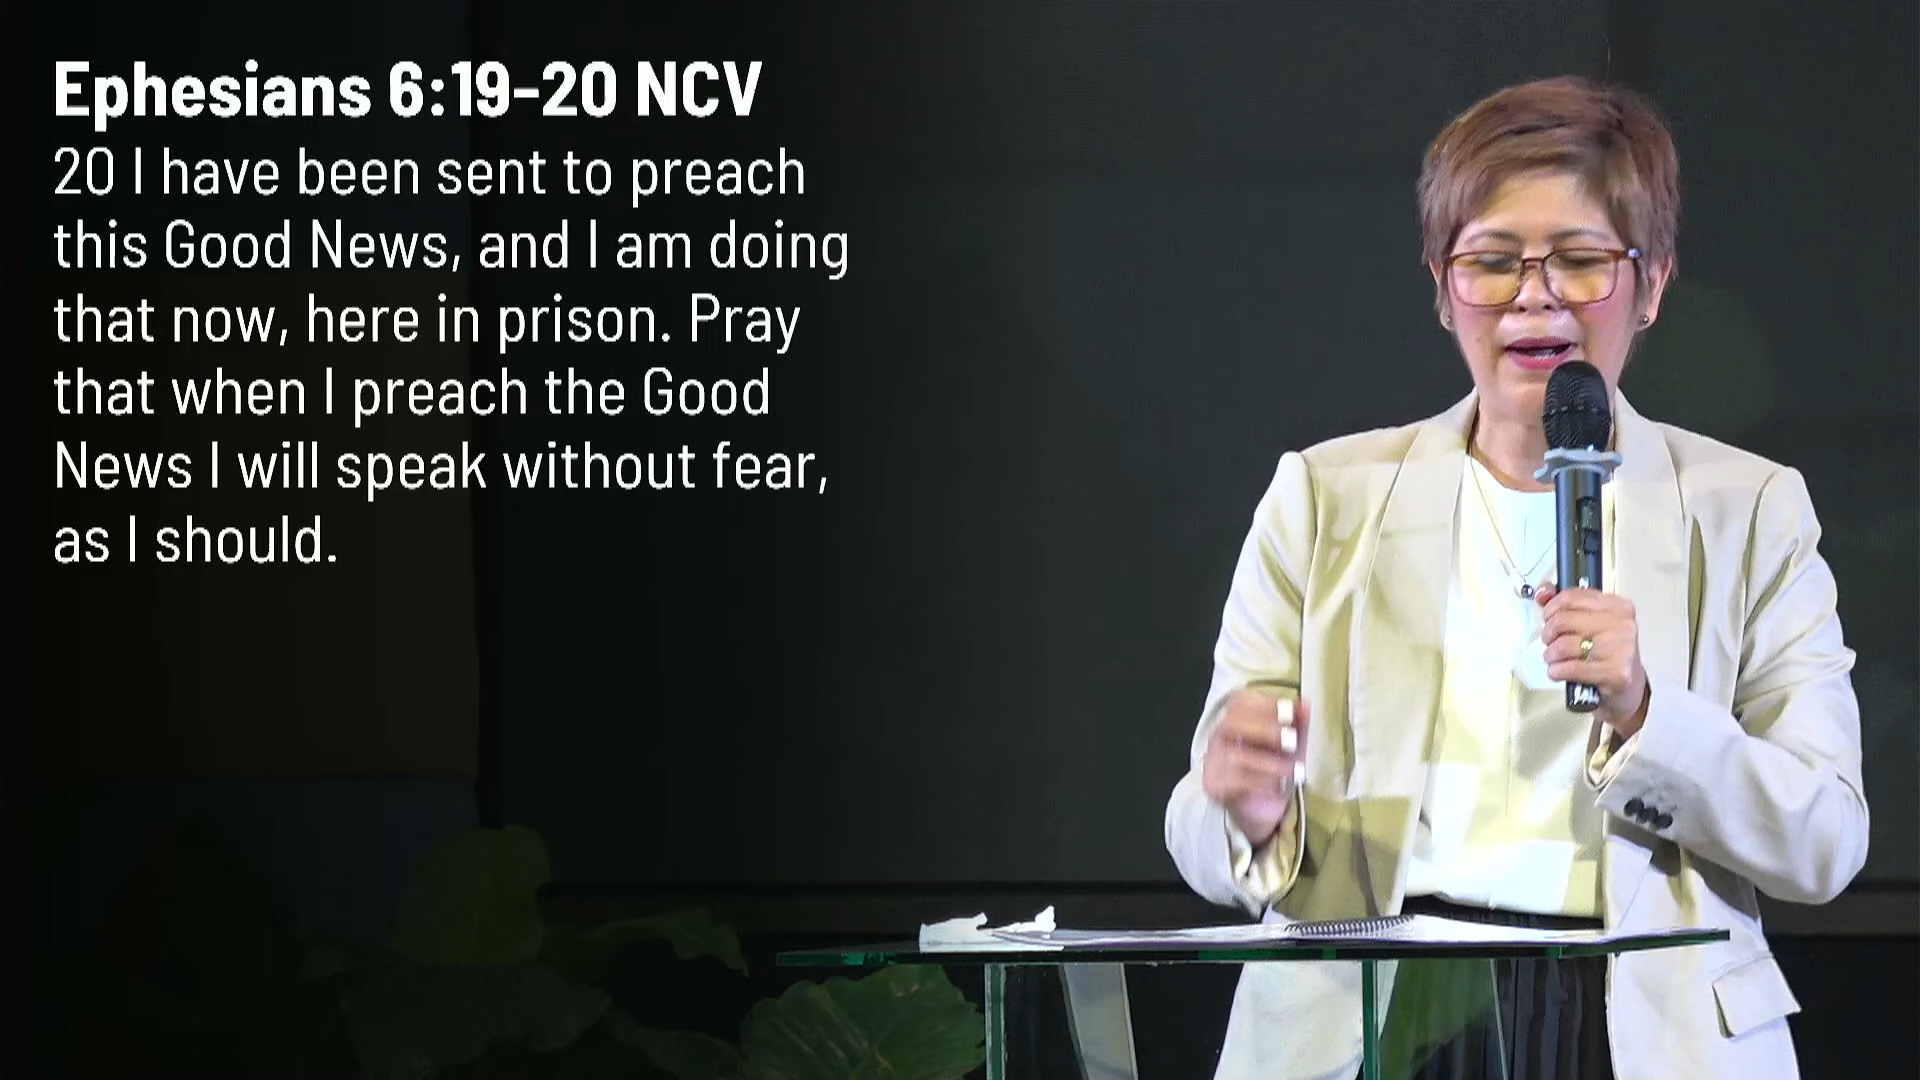 Ephesians 6:19-20 NCV
20 I have been sent to preach
this Good News, and I am doing
that now, here in prison. Pray
that when I preach the Good
News I will speak without fear,
as I should.